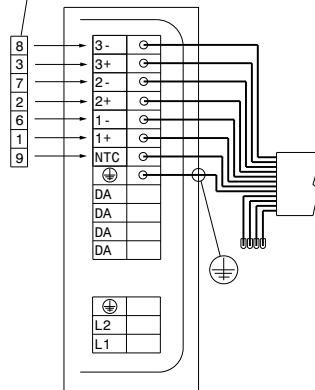 8 3-
3 3+
7 2-
2 2+
6 1-
1 1+
9 NTC
DA
DA
DA
DA
L2
L1